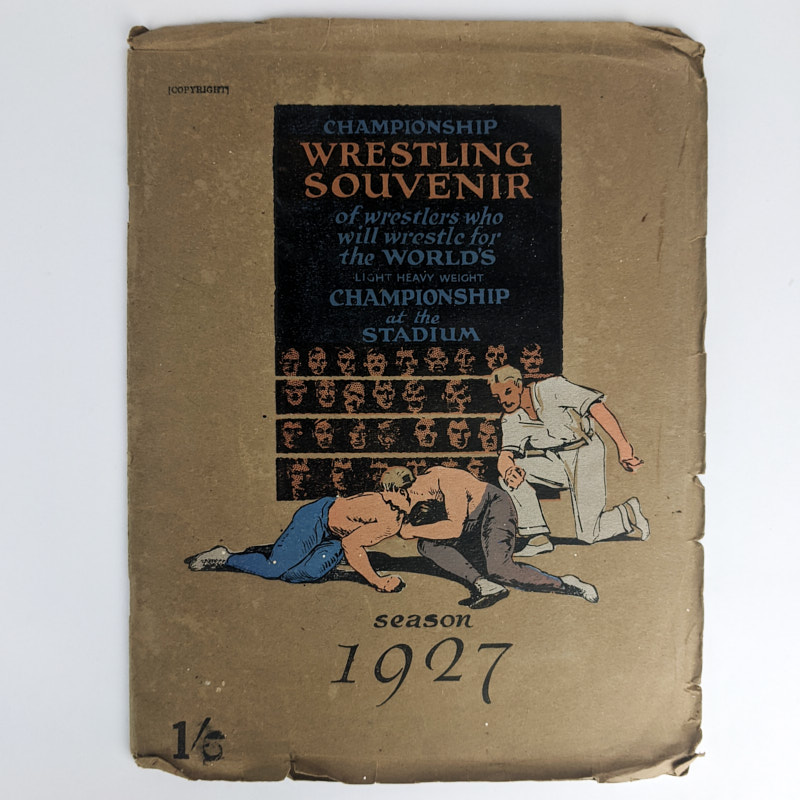 [COPYRIGHT]
CHAMPIONSHIP
WRESTLING
SOUVENIR
of wrestlers who
will wrestle for
the WORLD'S
LIGHT HEAVY WEIGHT
CHAMPIONSHIP
at the
STADIUM
season
1927
1/6